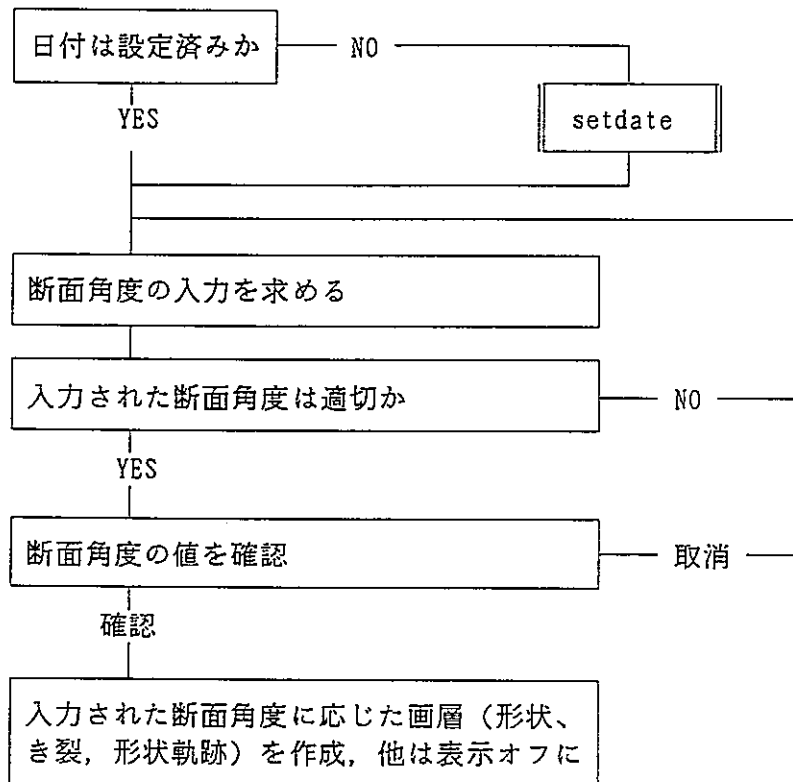 日付は設定済みか
NO
YES
setdate
断面角度の入力を求める
入力された断面角度は適切か
NO
YES
断面角度の値を確認
取消
確認
入力された断面角度に応じた画層（形状、
き裂，形状軌跡）を作成，他は表示オフに